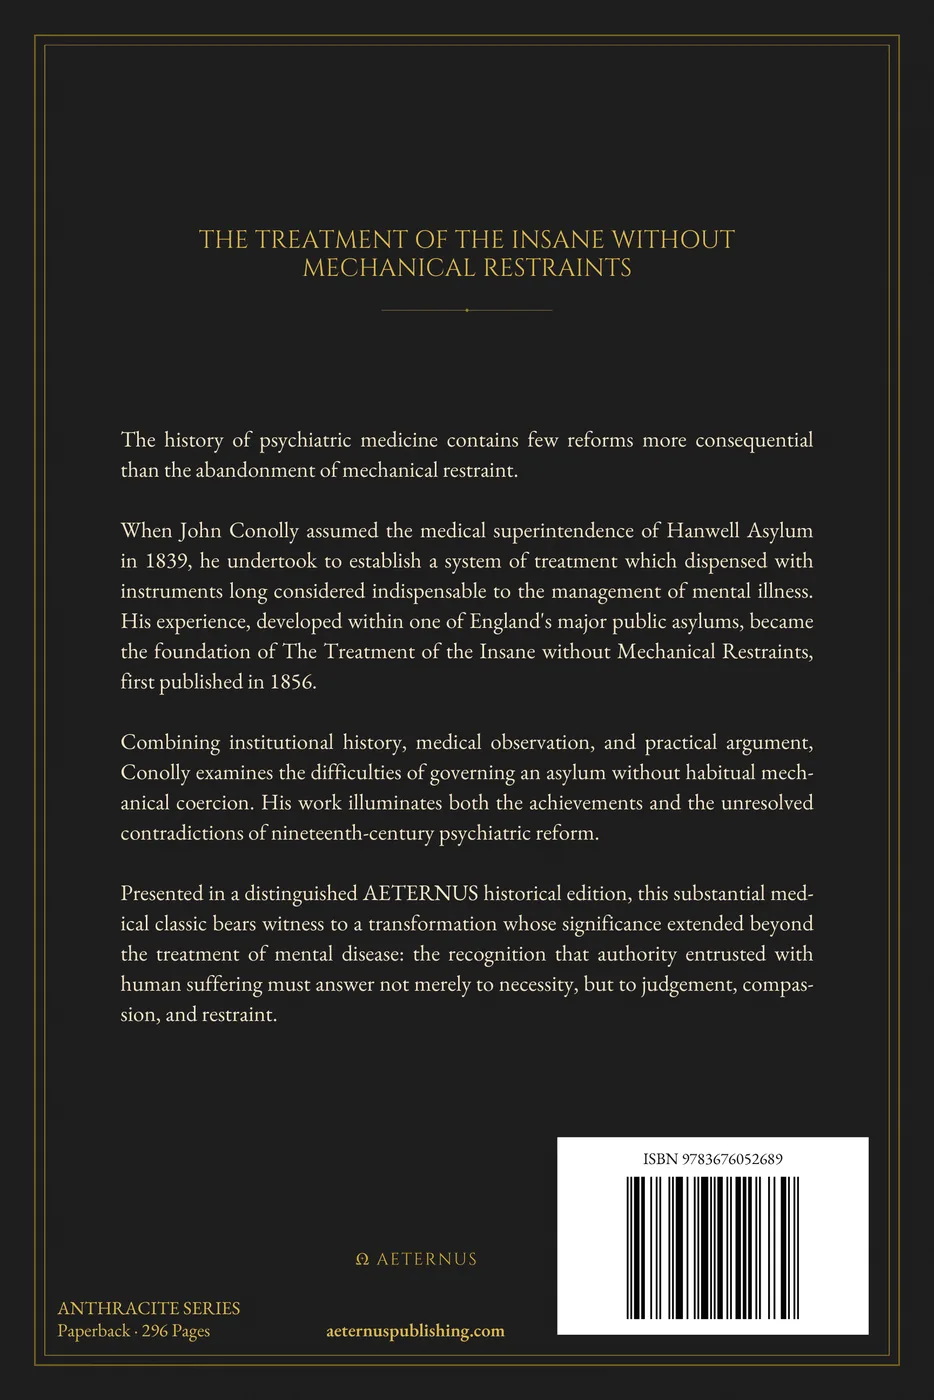 THE TREATMENT OF THE INSANE WITHOUT
MECHANICAL RESTRAINTS
The history of psychiatric medicine contains few reforms more consequential
than the abandonment of mechanical restraint.
When John Conolly assumed the medical superintendence of Hanwell Asylum
in 1839, he undertook to establish a system of treatment which dispensed with
instruments long considered indispensable to the management of mental illness.
His experience, developed within one of England's major public asylums, became
the foundation of The Treatment of the Insane without Mechanical Restraints,
first published in 1856.
Combining institutional history, medical observation, and practical argument,
Conolly examines the difficulties of governing an asylum without habitual mech-
anical coercion. His work illuminates both the achievements and the unresolved
contradictions of nineteenth-century psychiatric reform.
Presented in a distinguished AETERNUS historical edition, this substantial med-
ical classic bears witness to a transformation whose significance extended beyond
the treatment of mental disease: the recognition that authority entrusted with
human suffering must answer not merely to necessity, but to judgement, compas-
sion, and restraint.
ISBN 9783676052689
Ω AETERNUS
ANTHRACITE SERIES
Paperback · 296 Pages
aeternuspublishing.com